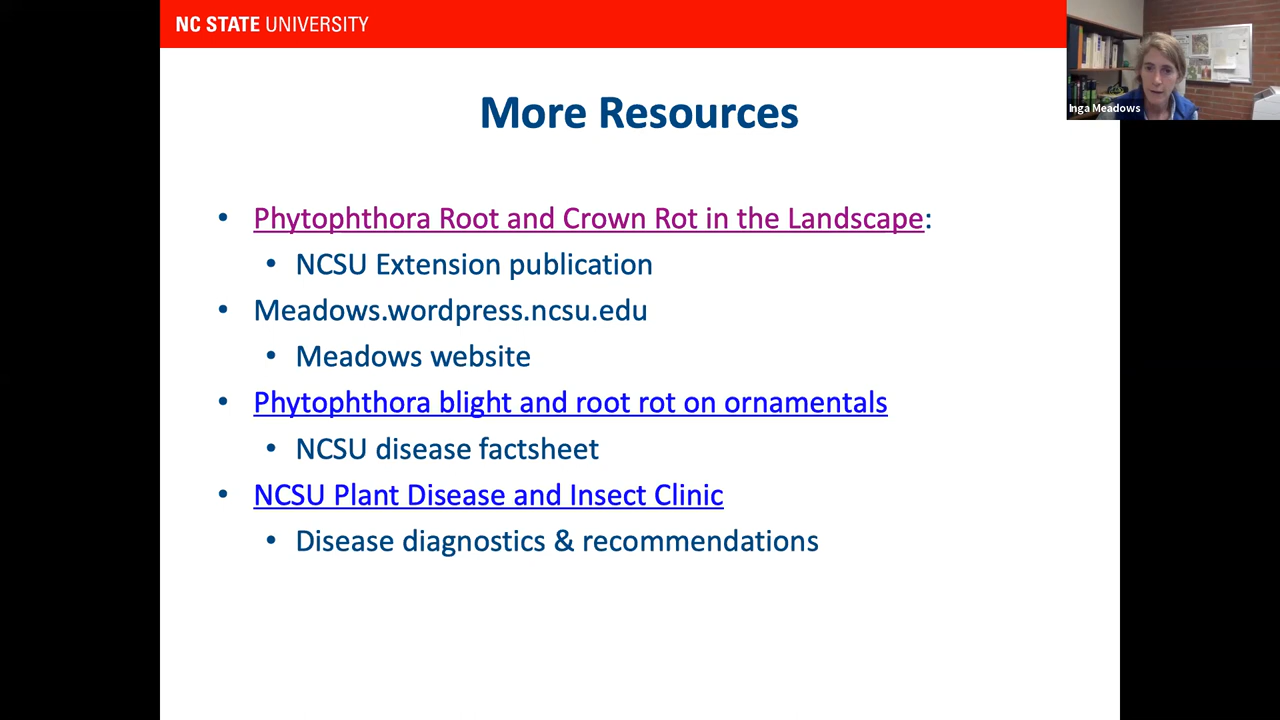 NC STATE UNIVERSITY
Inga Meadows
More Resources
• Phytophthora Root and Crown Rot in the Landscape:
• NCSU Extension publication
• Meadows.wordpress.ncsu.edu
• Meadows website
• Phytophthora blight and root rot on ornamentals
• NCSU disease factsheet
• NCSU Plant Disease and Insect Clinic
• Disease diagnostics & recommendations